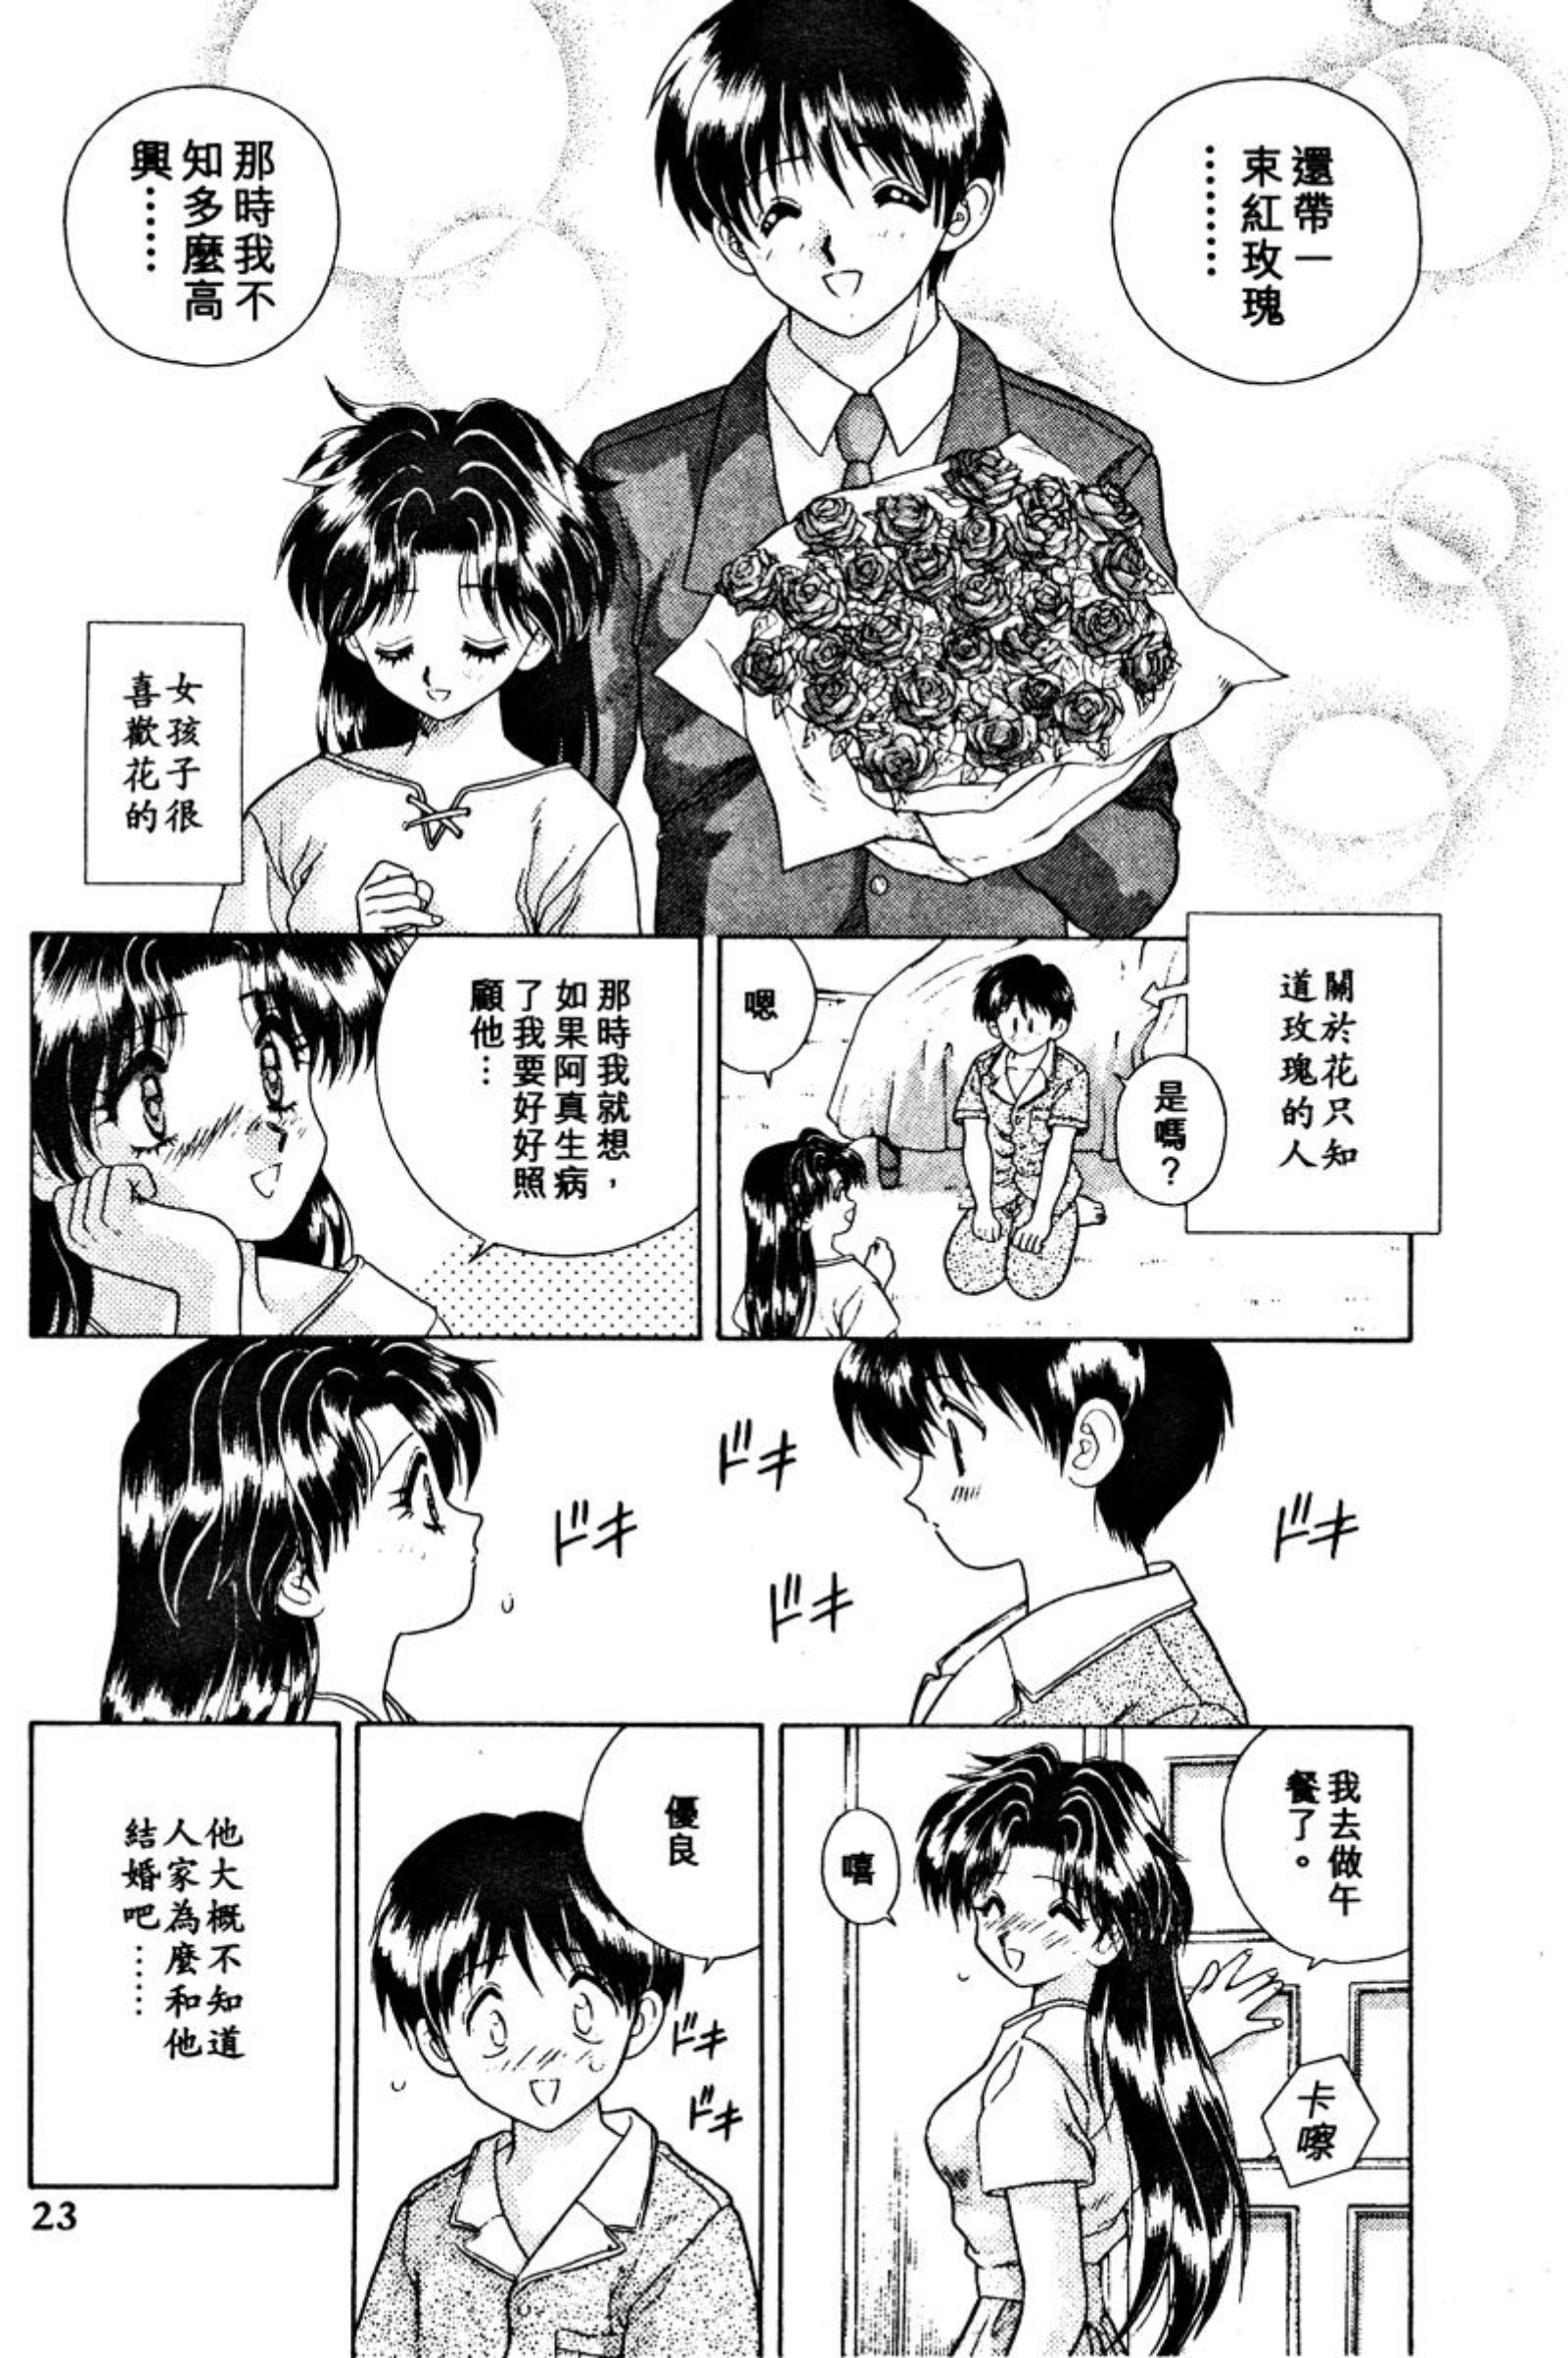 還帶一
束紅玫瑰
………
那時我不
知多麼高
興……
女孩子很
喜歡花的
關於花只知
道玫瑰的人
是嗎？
嗯
那時我就想，
如果阿真生病
了我要好好照
顧他…
ドキ
ドキ
ドキ
ドキ
我去做午
餐了。
卡嚓
嘻
優良
ドキ
ドキ
他大概不知道
人家為麼和他
結婚吧……
23